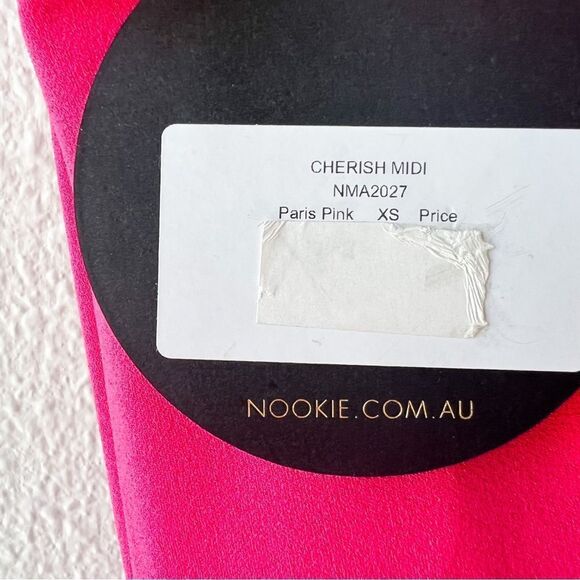 CHERISH MIDI
NMA2027
Paris Pink XS Price
NOOKIE.COM.AU